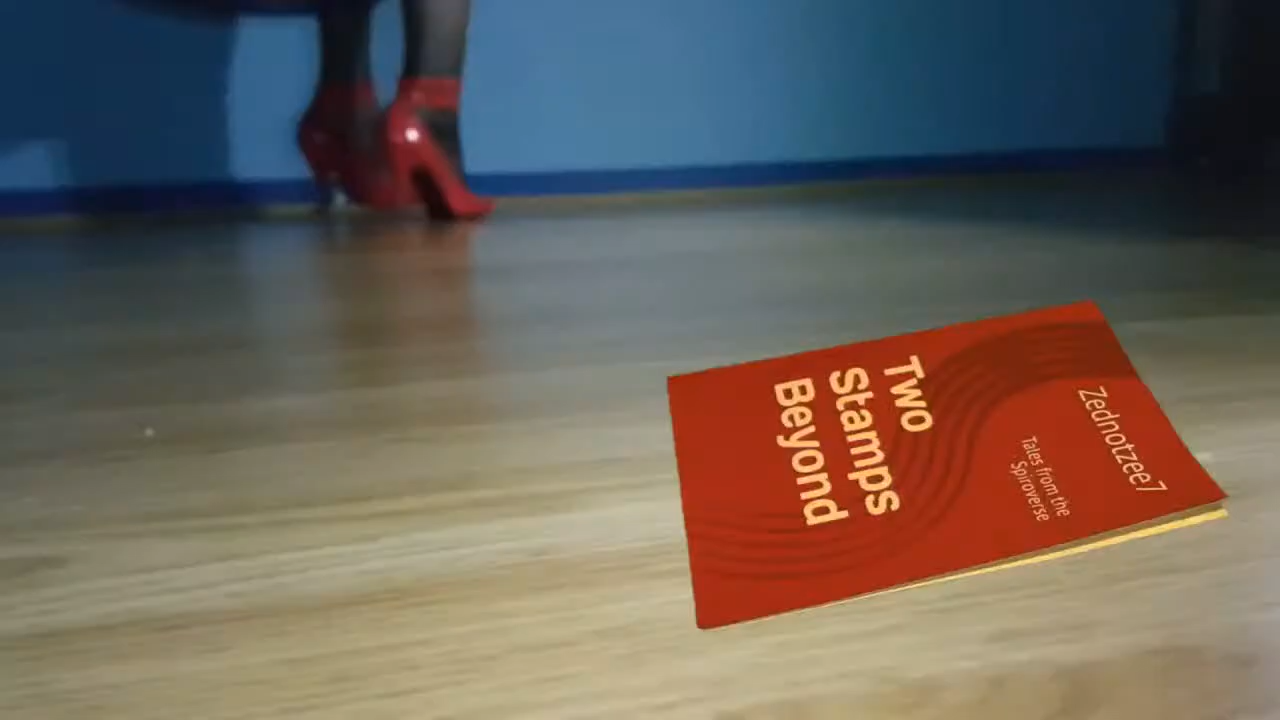 Zednotzee7
Tales from the
Spiroverse
Two
Stamps
Beyond